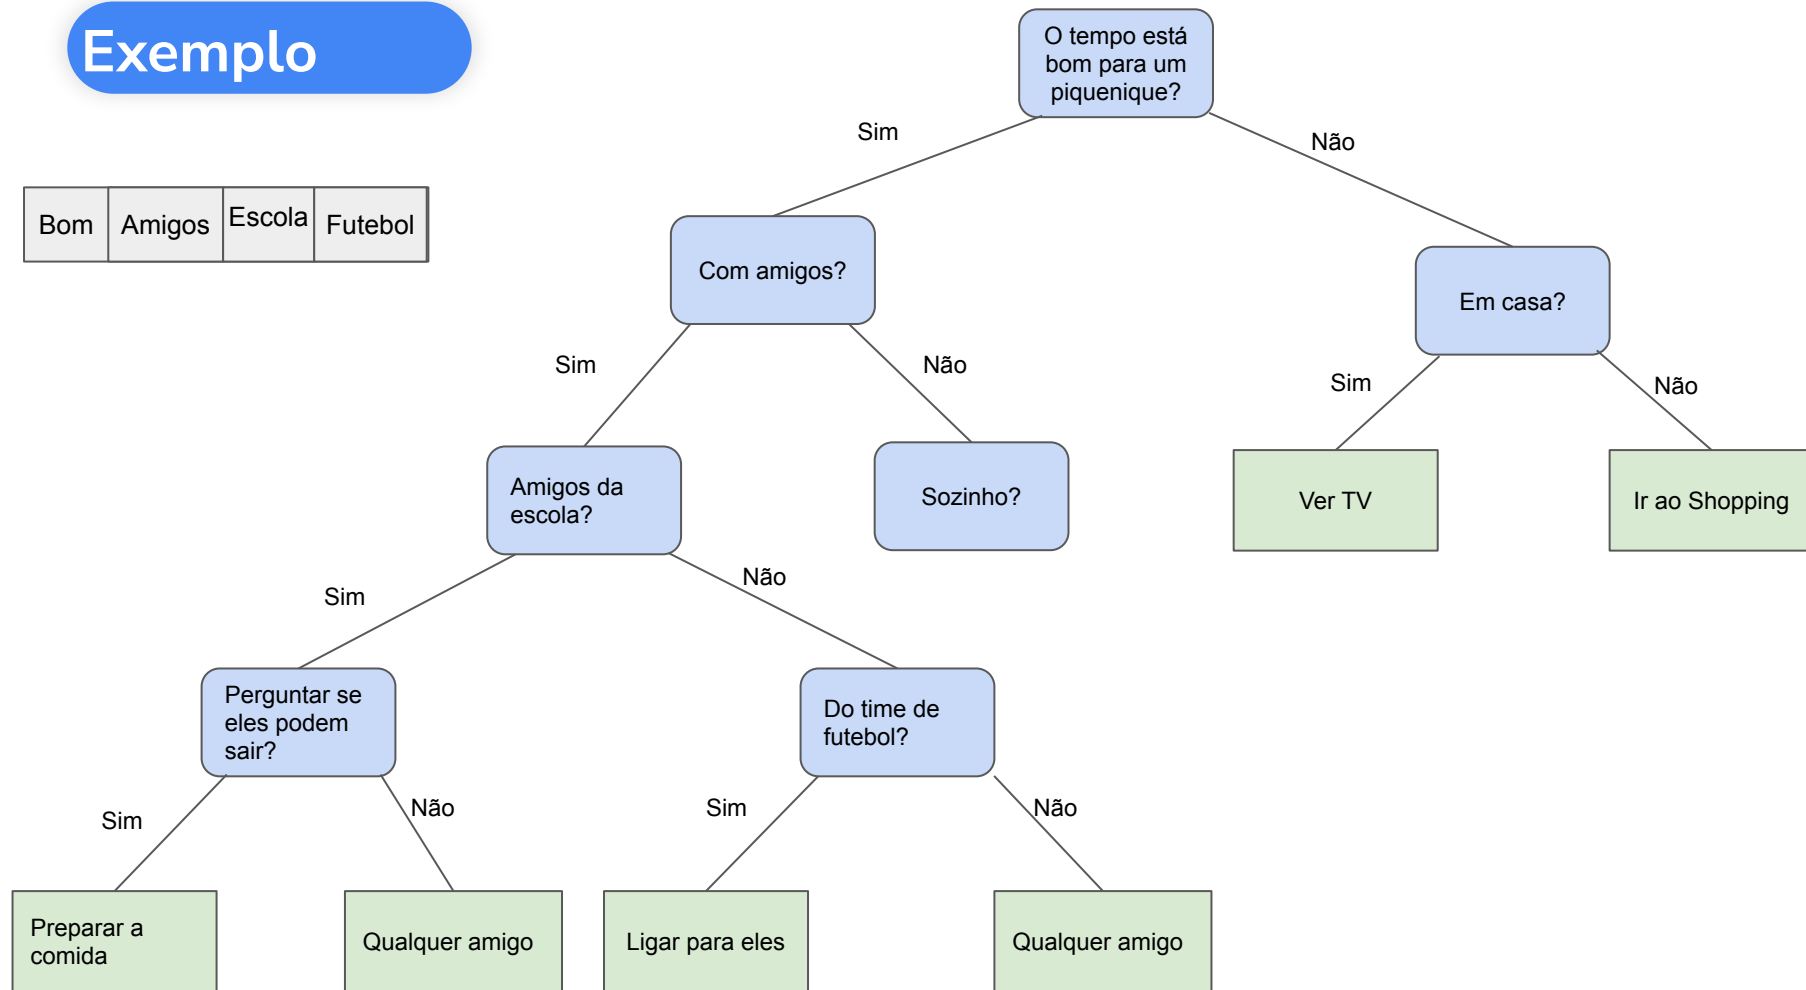 Exemplo
O tempo está
bom para um
piquenique?
Sim
Não
Bom
Amigos
Escola
Futebol
Com amigos?
Em casa?
Sim
Não
Sim
Não
Amigos da
escola?
Sozinho?
Ver TV
Ir ao Shopping
Sim
Não
Perguntar se
eles podem
sair?
Do time de
futebol?
Sim
Não
Sim
Não
Preparar a
comida
Qualquer amigo
Ligar para eles
Qualquer amigo